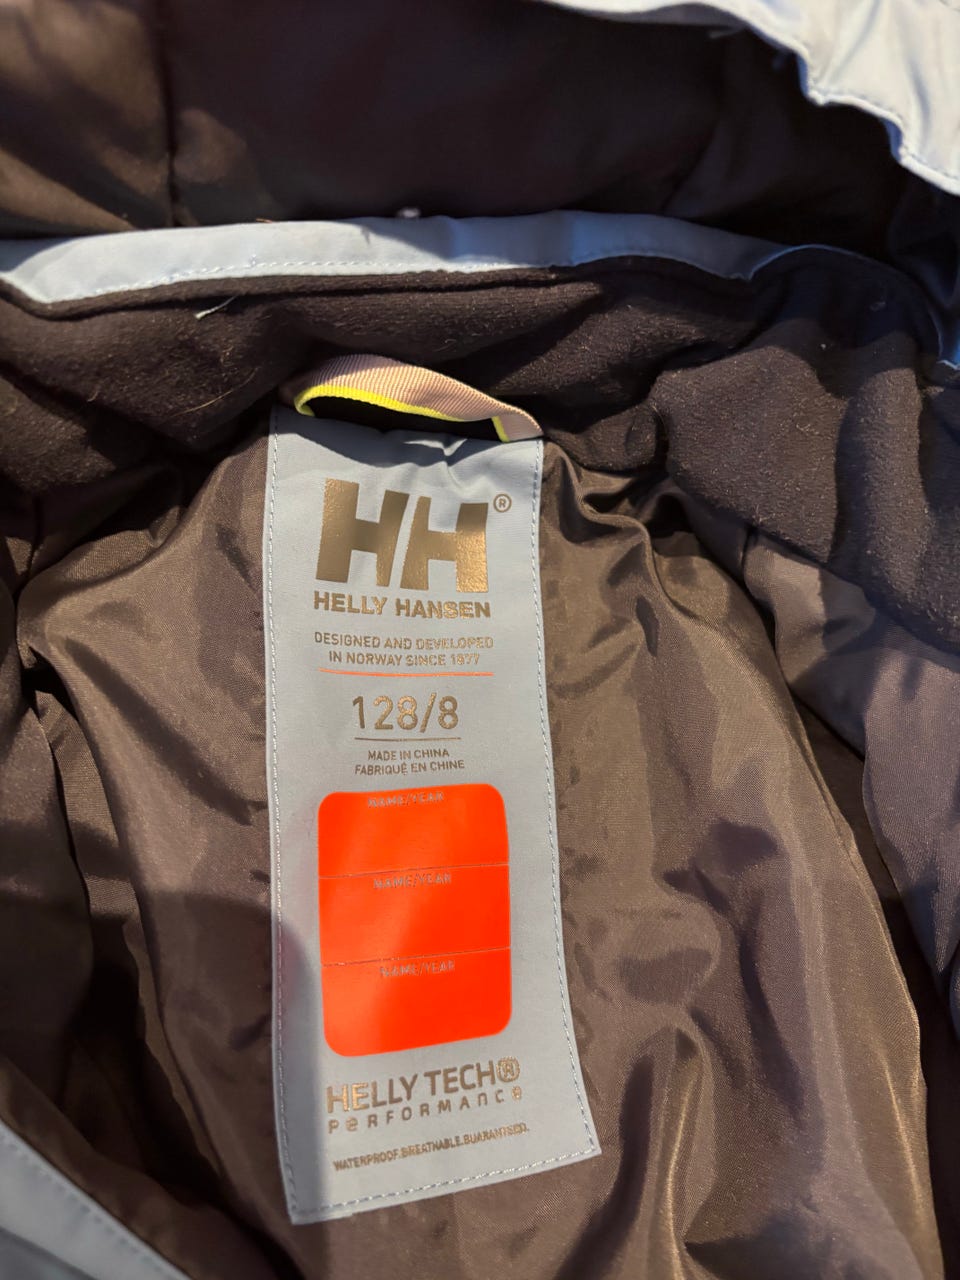 HH®
HELLY HANSEN
DESIGNED AND DEVELOPED
IN NORWAY SINCE 1877
128/8
MADE IN CHINA
FABRIQUÉ EN CHINE
NAME/YEAR
NAME/YEAR
NAME/YEAR
HELLY TECH®
PERFORMANCE
WATERPROOF.BREATHABLE.GUARANTEED.